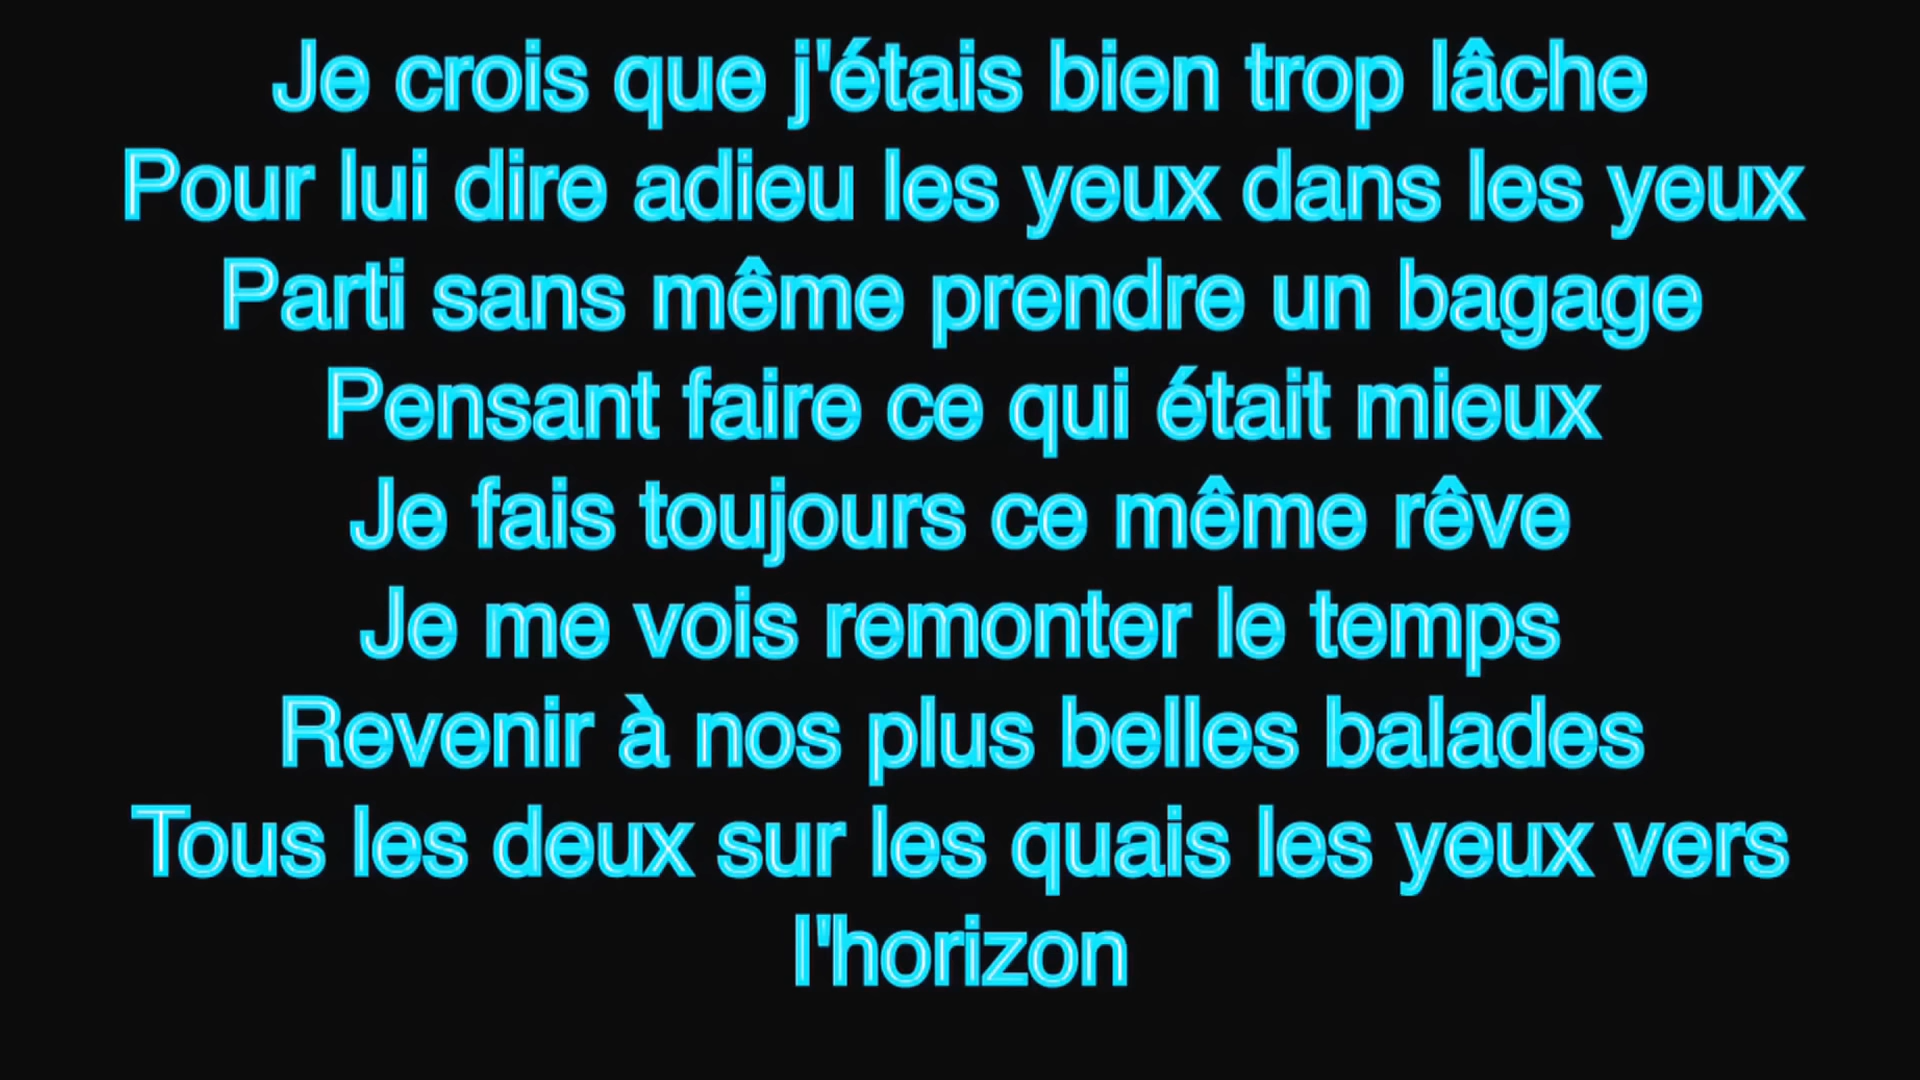 Je crois que j'étais bien trop lâche
Pour lui dire adieu les yeux dans les yeux
Parti sans même prendre un bagage
Pensant faire ce qui était mieux
Je fais toujours ce même rêve
Je me vois remonter le temps
Revenir à nos plus belles balades
Tous les deux sur les quais les yeux vers
l'horizon